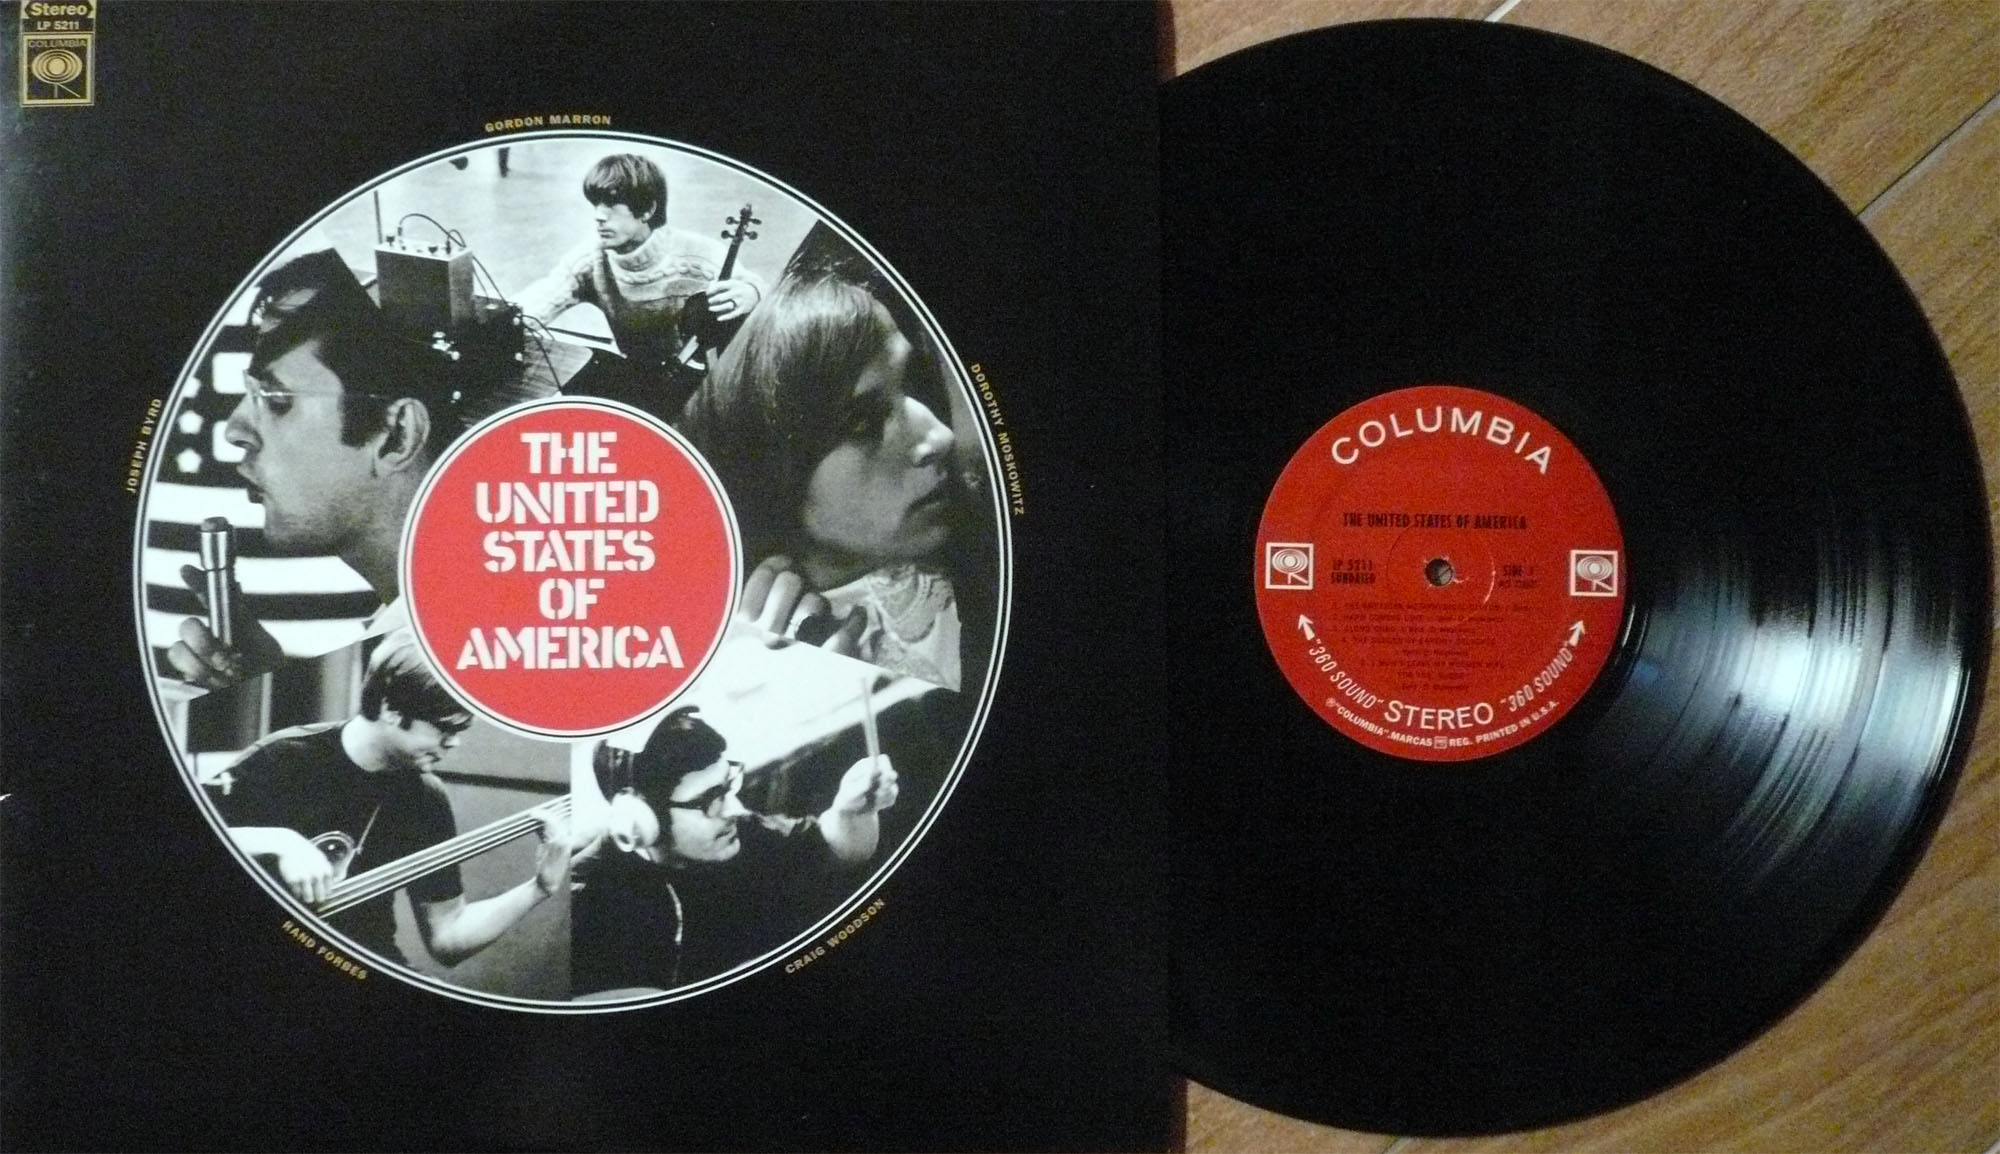 Stereo
LP 5211
COLUMBIA
GORDON MARRON
JOSEPH BYRD
DOROTHY MOSKOWITZ
THE
UNITED
STATES
OF
AMERICA
RAND FORBES
CRAIG WOODSON
COLUMBIA
THE UNITED STATES OF AMERICA
LP 5211
SUNDAZED
SIDE 1
"360 SOUND" STEREO "360 SOUND"
℗"COLUMBIA", MARCAS REG. PRINTED IN U.S.A.